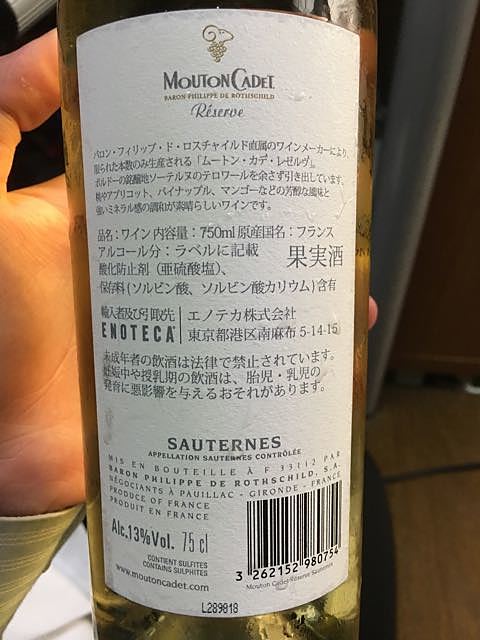 MOUTON CADET
BARON PHILIPPE DE ROTHSCHILD
Réserve
バロン・フィリップ・ド・ロスチャイルド直属のワインメーカーにより、
限られた本数のみ生産される「ムートン・カデ・レゼルヴ」。
ボルドーの銘醸地ソーテルヌのテロワールを余さず引き出しています。
桃やアプリコット、パイナップル、マンゴーなどの芳醇な風味と
強いミネラル感の調和が素晴らしいワインです。
品名：ワイン 内容量：750ml 原産国名：フランス
アルコール分：ラベルに記載 果実酒
酸化防止剤（亜硫酸塩）、
保存料（ソルビン酸、ソルビン酸カリウム）含有
輸入者及び引取先 エノテカ株式会社
ENOTECA 東京都港区南麻布 5-14-15
未成年者の飲酒は法律で禁止されています。
妊娠中や授乳期の飲酒は、胎児・乳児の
発育に悪影響を与えるおそれがあります。
SAUTERNES
APPELLATION SAUTERNES CONTRÔLÉE
MIS EN BOUTEILLE À F 33112 PAR
BARON PHILIPPE DE ROTHSCHILD, S.A.
NÉGOCIANTS À PAUILLAC - GIRONDE - FRANCE
PRODUCE OF FRANCE
PRODUIT EN FRANCE
Alc.13%Vol. 75 cl
CONTIENT SULFITES
CONTAINS SULPHITES
www.moutoncadet.com
3 262152 980754
Mouton Cadet Réserve Sauternes
L289818